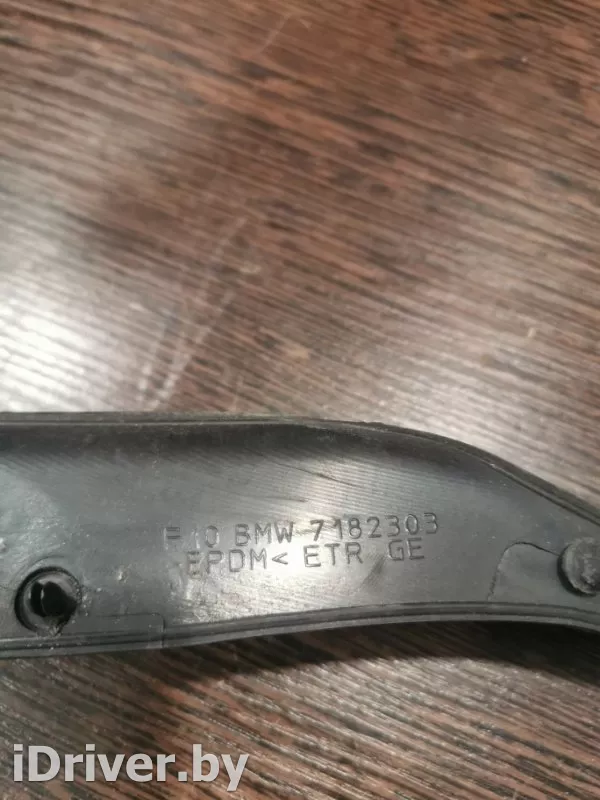 F10 BMW 7182303
EPDM< ETR GE
iDriver.by